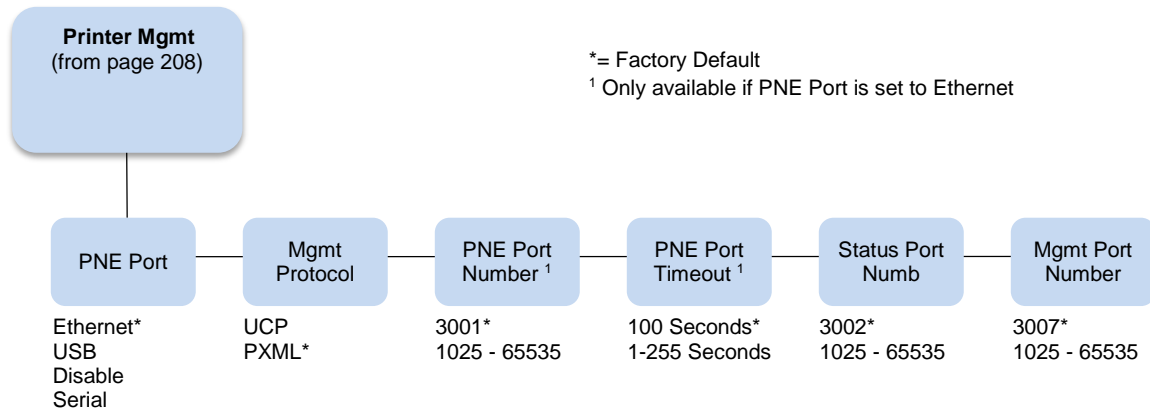 Printer Mgmt
(from page 208)
*= Factory Default
¹ Only available if PNE Port is set to Ethernet
PNE Port
Mgmt
Protocol
PNE Port
Number ¹
PNE Port
Timeout ¹
Status Port
Numb
Mgmt Port
Number
Ethernet*
USB
Disable
Serial
UCP
PXML*
3001*
1025 - 65535
100 Seconds*
1-255 Seconds
3002*
1025 - 65535
3007*
1025 - 65535